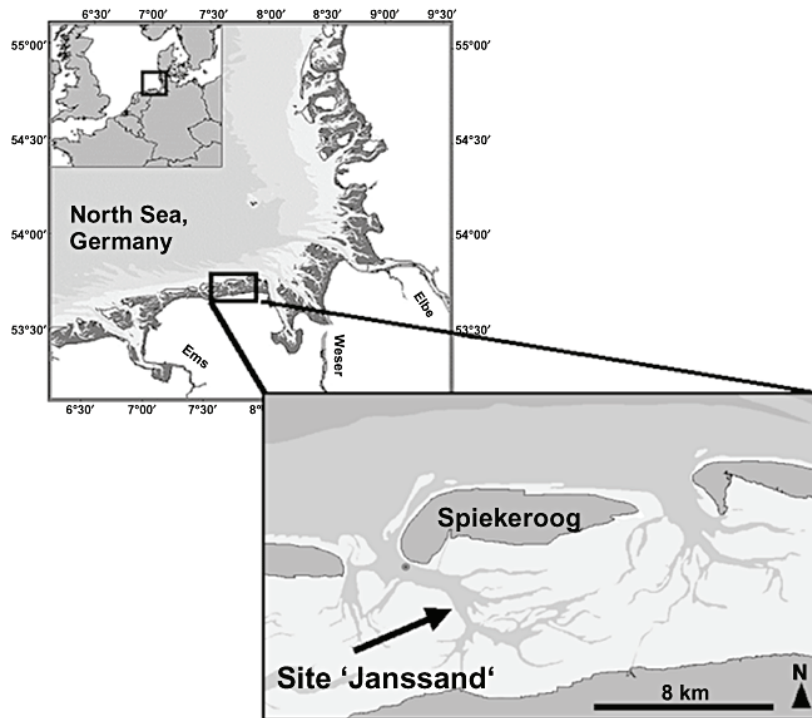 6°30′ 7°00′ 7°30′ 8°00′ 8°30′ 9°00′ 9°30′
55°00′ 55°00′
54°30′ 54°30′
North Sea,
Germany
54°00′ 54°00′
53°30′ 53°30′
Ems
Weser
Elbe
6°30′ 7°00′ 7°30′
Spiekeroog
Site ‘Janssand‘
8 km
N